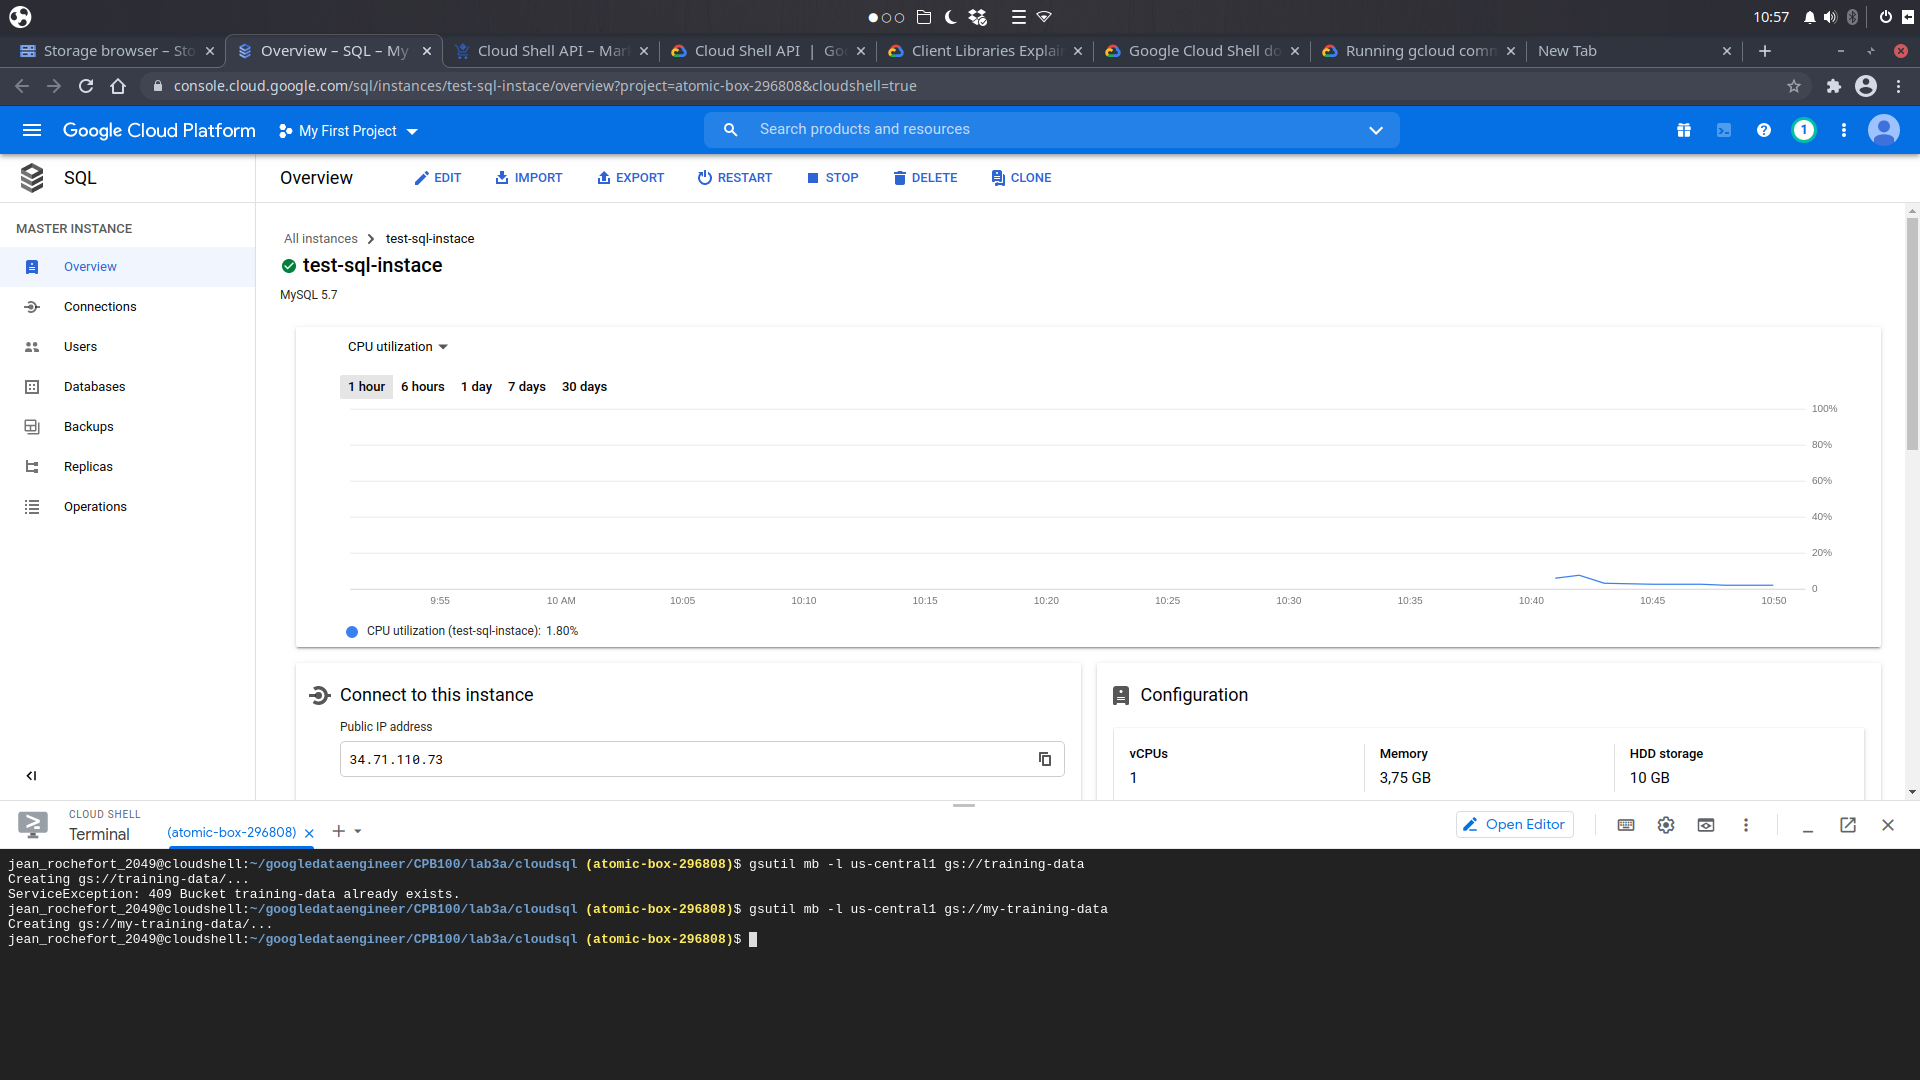 10:57
Storage browser – Sto
Overview – SQL – My
Cloud Shell API – Mar
Cloud Shell API | Goo
Client Libraries Explai
Google Cloud Shell do
Running gcloud comm
New Tab
console.cloud.google.com/sql/instances/test-sql-instace/overview?project=atomic-box-296808&cloudshell=true
Google Cloud Platform
My First Project
Search products and resources
1
SQL
Overview
EDIT
IMPORT
EXPORT
RESTART
STOP
DELETE
CLONE
MASTER INSTANCE
Overview
Connections
Users
Databases
Backups
Replicas
Operations
All instances
test-sql-instace
test-sql-instace
MySQL 5.7
CPU utilization
1 hour
6 hours
1 day
7 days
30 days
100%
80%
60%
40%
20%
0
9:55
10 AM
10:05
10:10
10:15
10:20
10:25
10:30
10:35
10:40
10:45
10:50
CPU utilization (test-sql-instace): 1.80%
Connect to this instance
Public IP address
34.71.110.73
Configuration
vCPUs
1
Memory
3,75 GB
HDD storage
10 GB
CLOUD SHELL
Terminal
(atomic-box-296808)
Open Editor
jean_rochefort_2049@cloudshell:~/googledataengineer/CPB100/lab3a/cloudsql (atomic-box-296808)$ gsutil mb -l us-central1 gs://training-data
Creating gs://training-data/...
ServiceException: 409 Bucket training-data already exists.
jean_rochefort_2049@cloudshell:~/googledataengineer/CPB100/lab3a/cloudsql (atomic-box-296808)$ gsutil mb -l us-central1 gs://my-training-data
Creating gs://my-training-data/...
jean_rochefort_2049@cloudshell:~/googledataengineer/CPB100/lab3a/cloudsql (atomic-box-296808)$